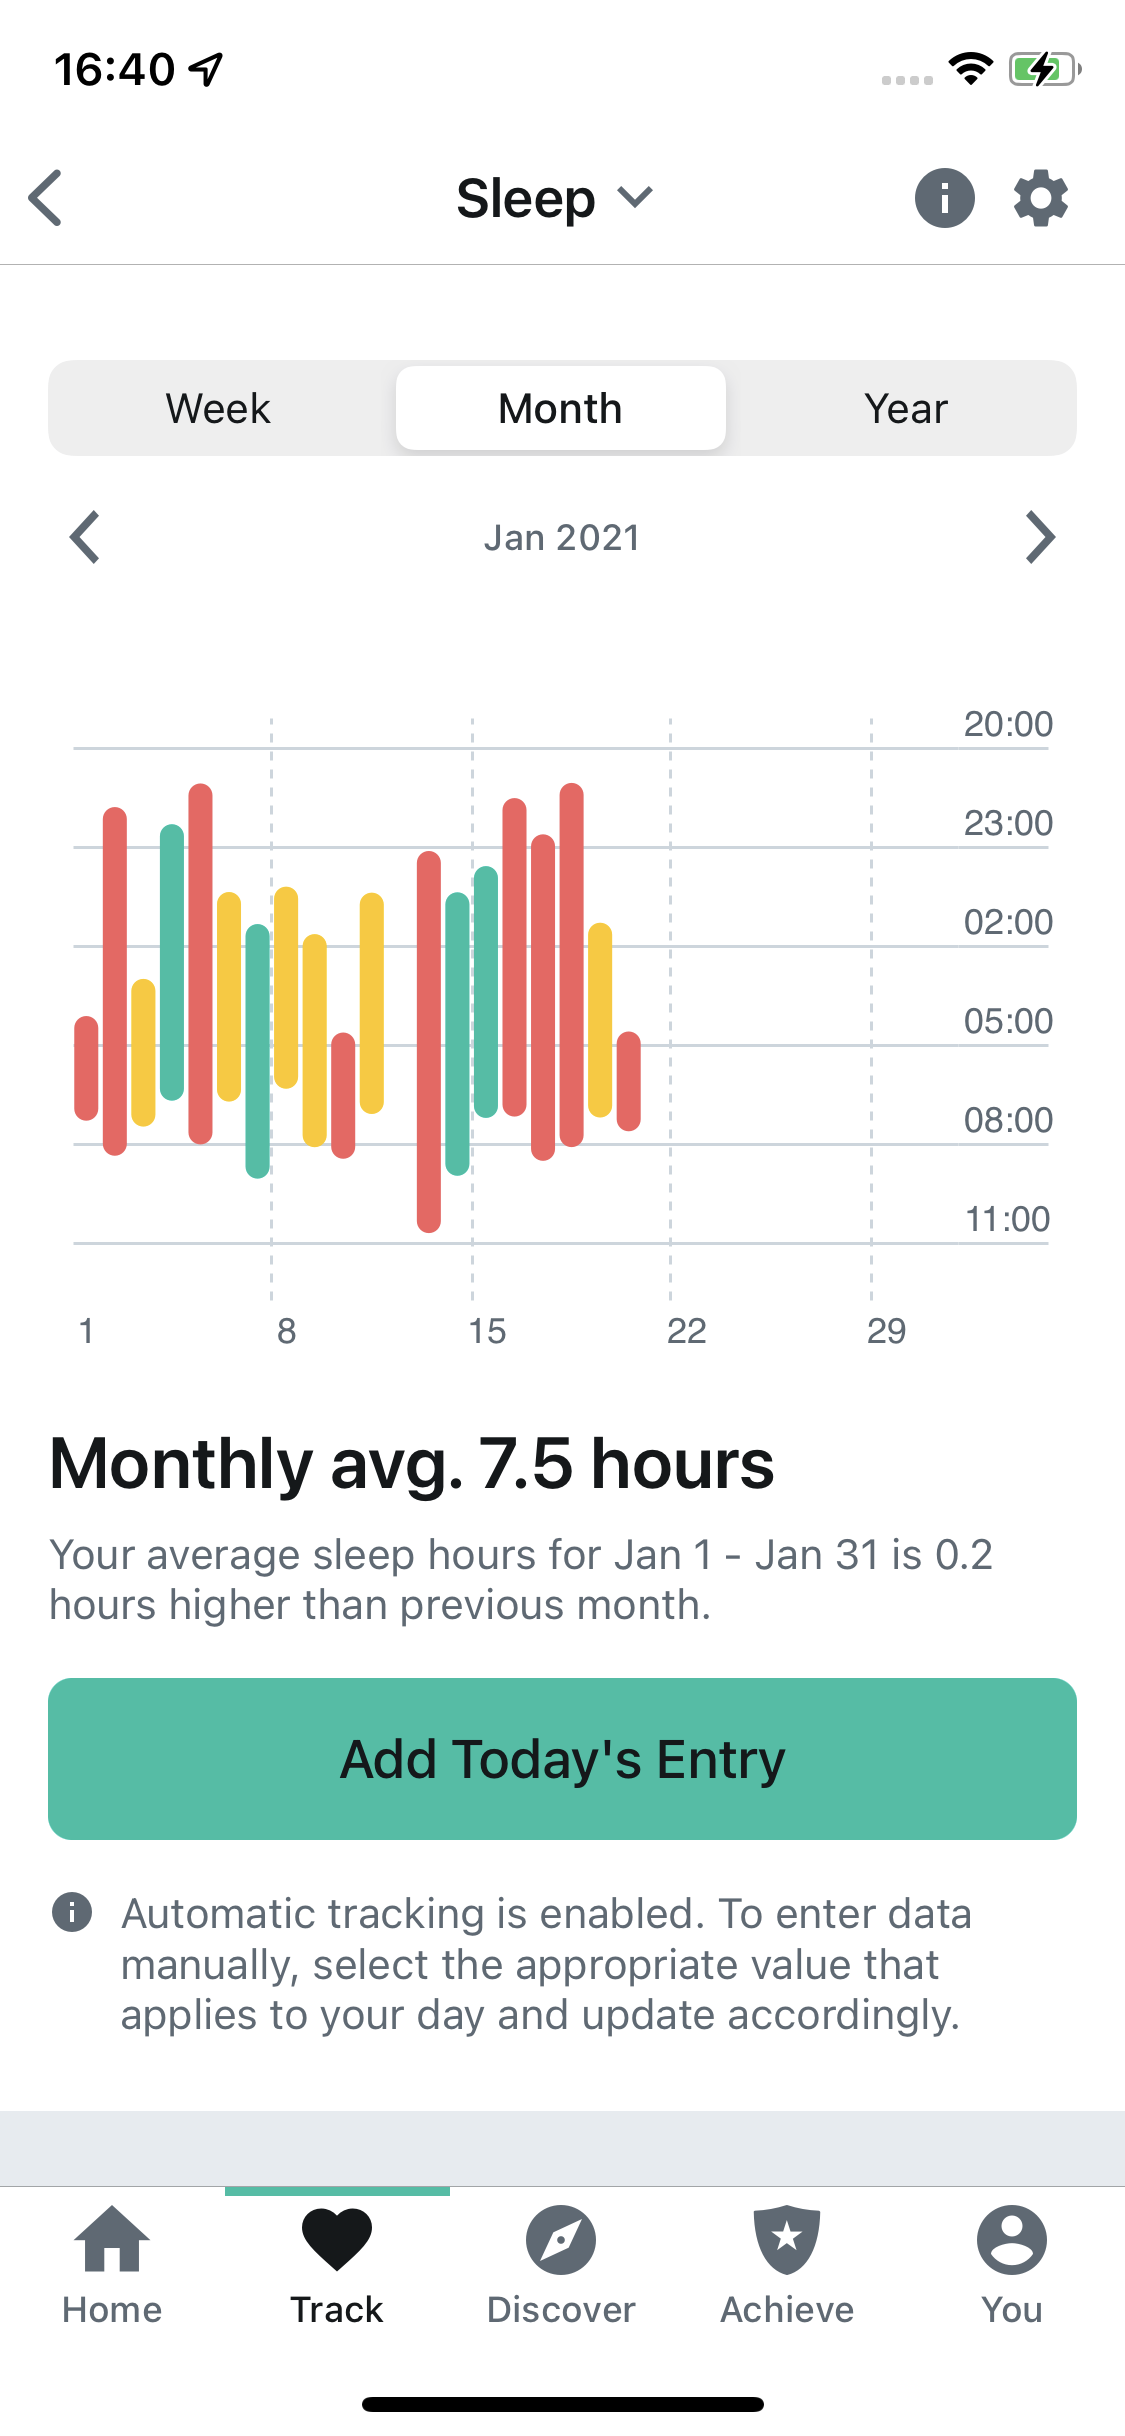 16:40
Sleep
Week Month Year
Jan 2021
20:00
23:00
02:00
05:00
08:00
11:00
1 8 15 22 29
Monthly avg. 7.5 hours
Your average sleep hours for Jan 1 - Jan 31 is 0.2
hours higher than previous month.
Add Today's Entry
Automatic tracking is enabled. To enter data
manually, select the appropriate value that
applies to your day and update accordingly.
Home Track Discover Achieve You